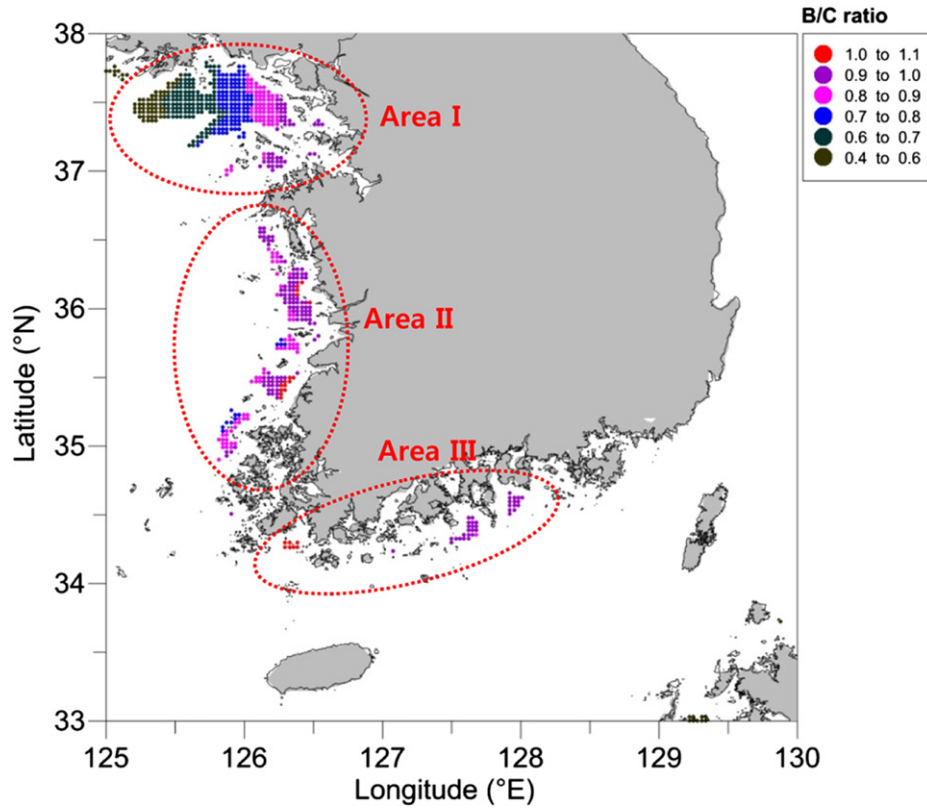 B/C ratio
1.0 to 1.1
0.9 to 1.0
0.8 to 0.9
0.7 to 0.8
0.6 to 0.7
0.4 to 0.6
38
37
36
35
34
33
Latitude (°N)
Area I
Area II
Area III
125 126 127 128 129 130
Longitude (°E)